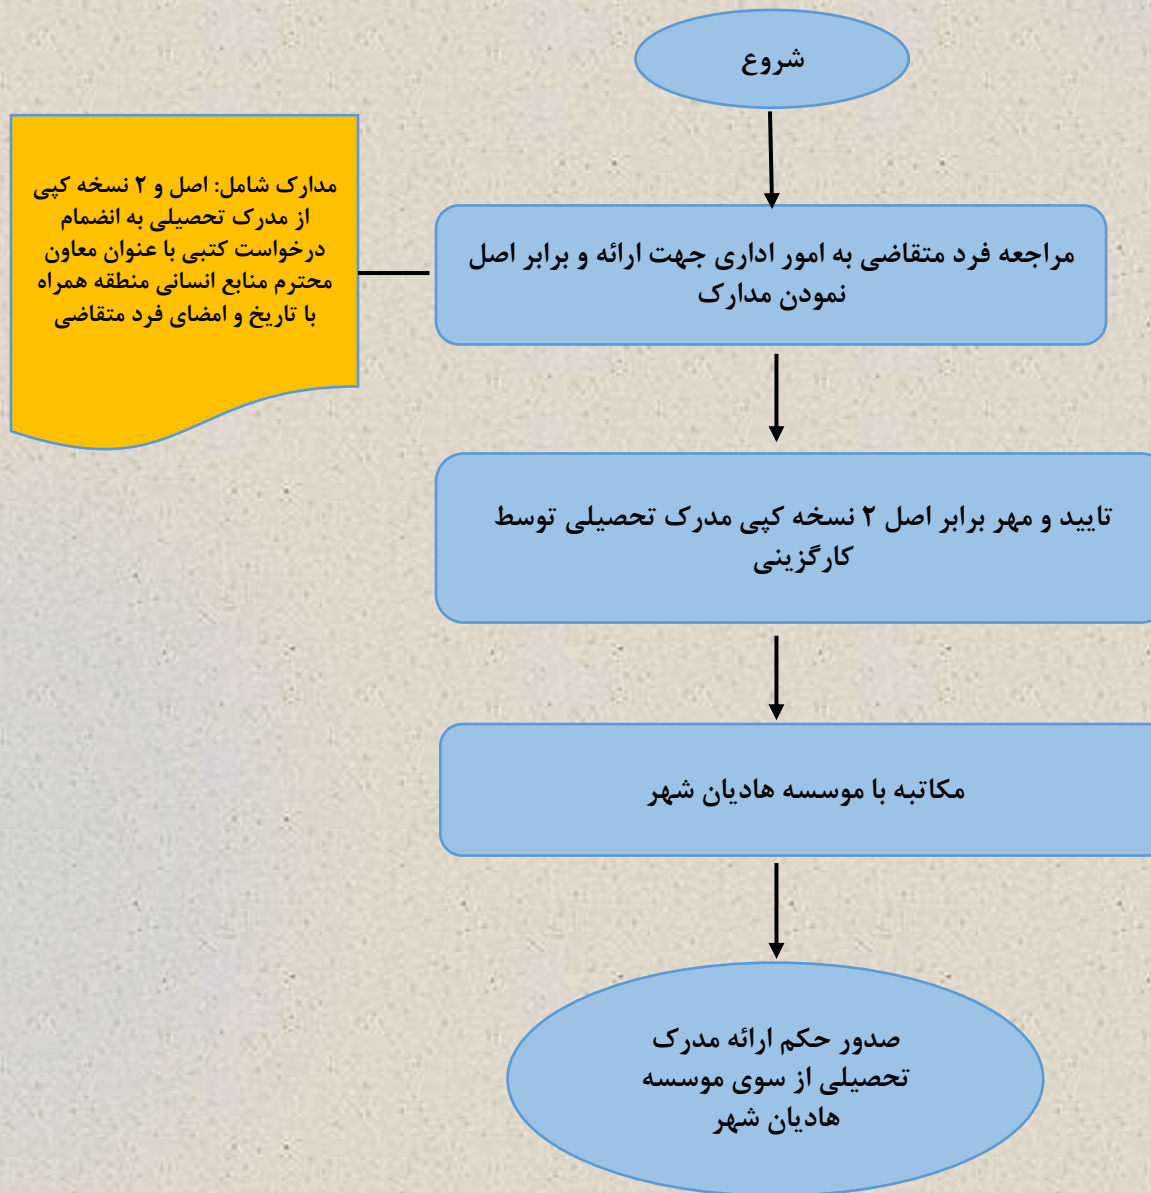 شروع
مدارک شامل: اصل و ۲ نسخه کپی
از مدرک تحصیلی به انضمام
درخواست کتبی با عنوان معاون
محترم منابع انسانی منطقه همراه
با تاریخ و امضای فرد متقاضی
مراجعه فرد متقاضی به امور اداری جهت ارائه و برابر اصل
نمودن مدارک
تایید و مهر برابر اصل ۲ نسخه کپی مدرک تحصیلی توسط
کارگزینی
مکاتبه با موسسه هادیان شهر
صدور حکم ارائه مدرک
تحصیلی از سوی موسسه
هادیان شهر